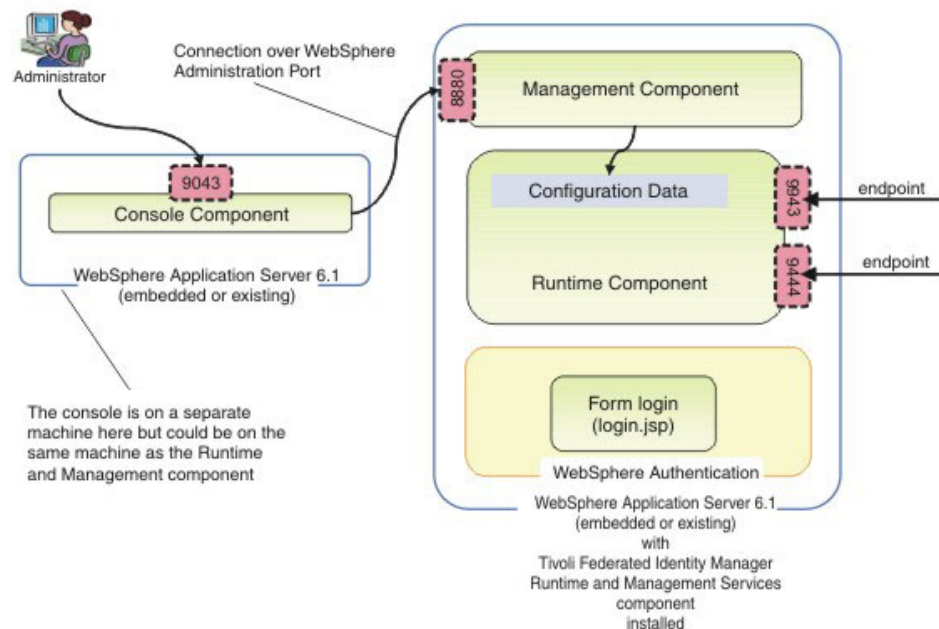 Administrator
Connection over WebSphere
Administration Port
9043
Console Component
WebSphere Application Server 6.1
(embedded or existing)
The console is on a separate
machine here but could be on the
same machine as the Runtime
and Management component
8880
Management Component
Configuration Data
Runtime Component
9943
endpoint
9444
endpoint
Form login
(login.jsp)
WebSphere Authentication
WebSphere Application Server 6.1
(embedded or existing)
with
Tivoli Federated Identity Manager
Runtime and Management Services
component
installed